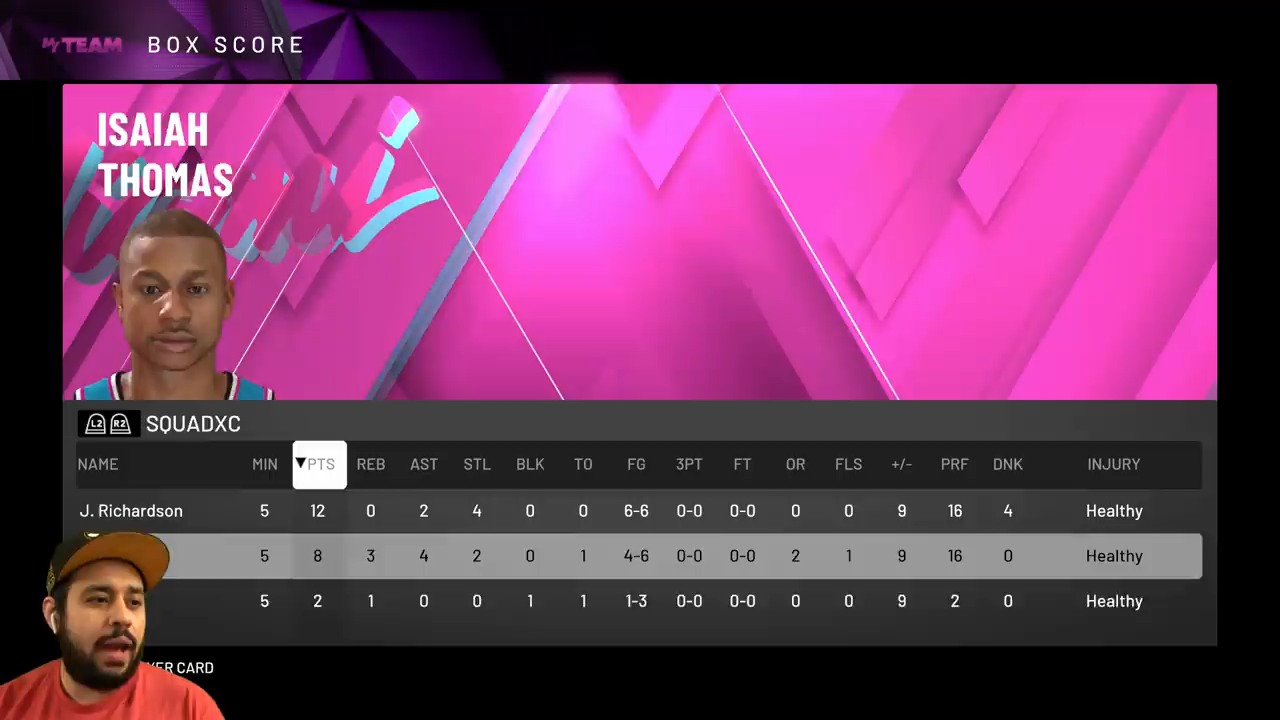 MyTEAM BOX SCORE
ISAIAH
THOMAS
L2 R2 SQUADXC
NAME MIN ▼PTS REB AST STL BLK TO FG 3PT FT OR FLS +/- PRF DNK INJURY
J. Richardson 5 12 0 2 4 0 0 6-6 0-0 0-0 0 0 9 16 4 Healthy
5 8 3 4 2 0 1 4-6 0-0 0-0 2 1 9 16 0 Healthy
5 2 1 0 0 1 1 1-3 0-0 0-0 0 0 9 2 0 Healthy
CARD